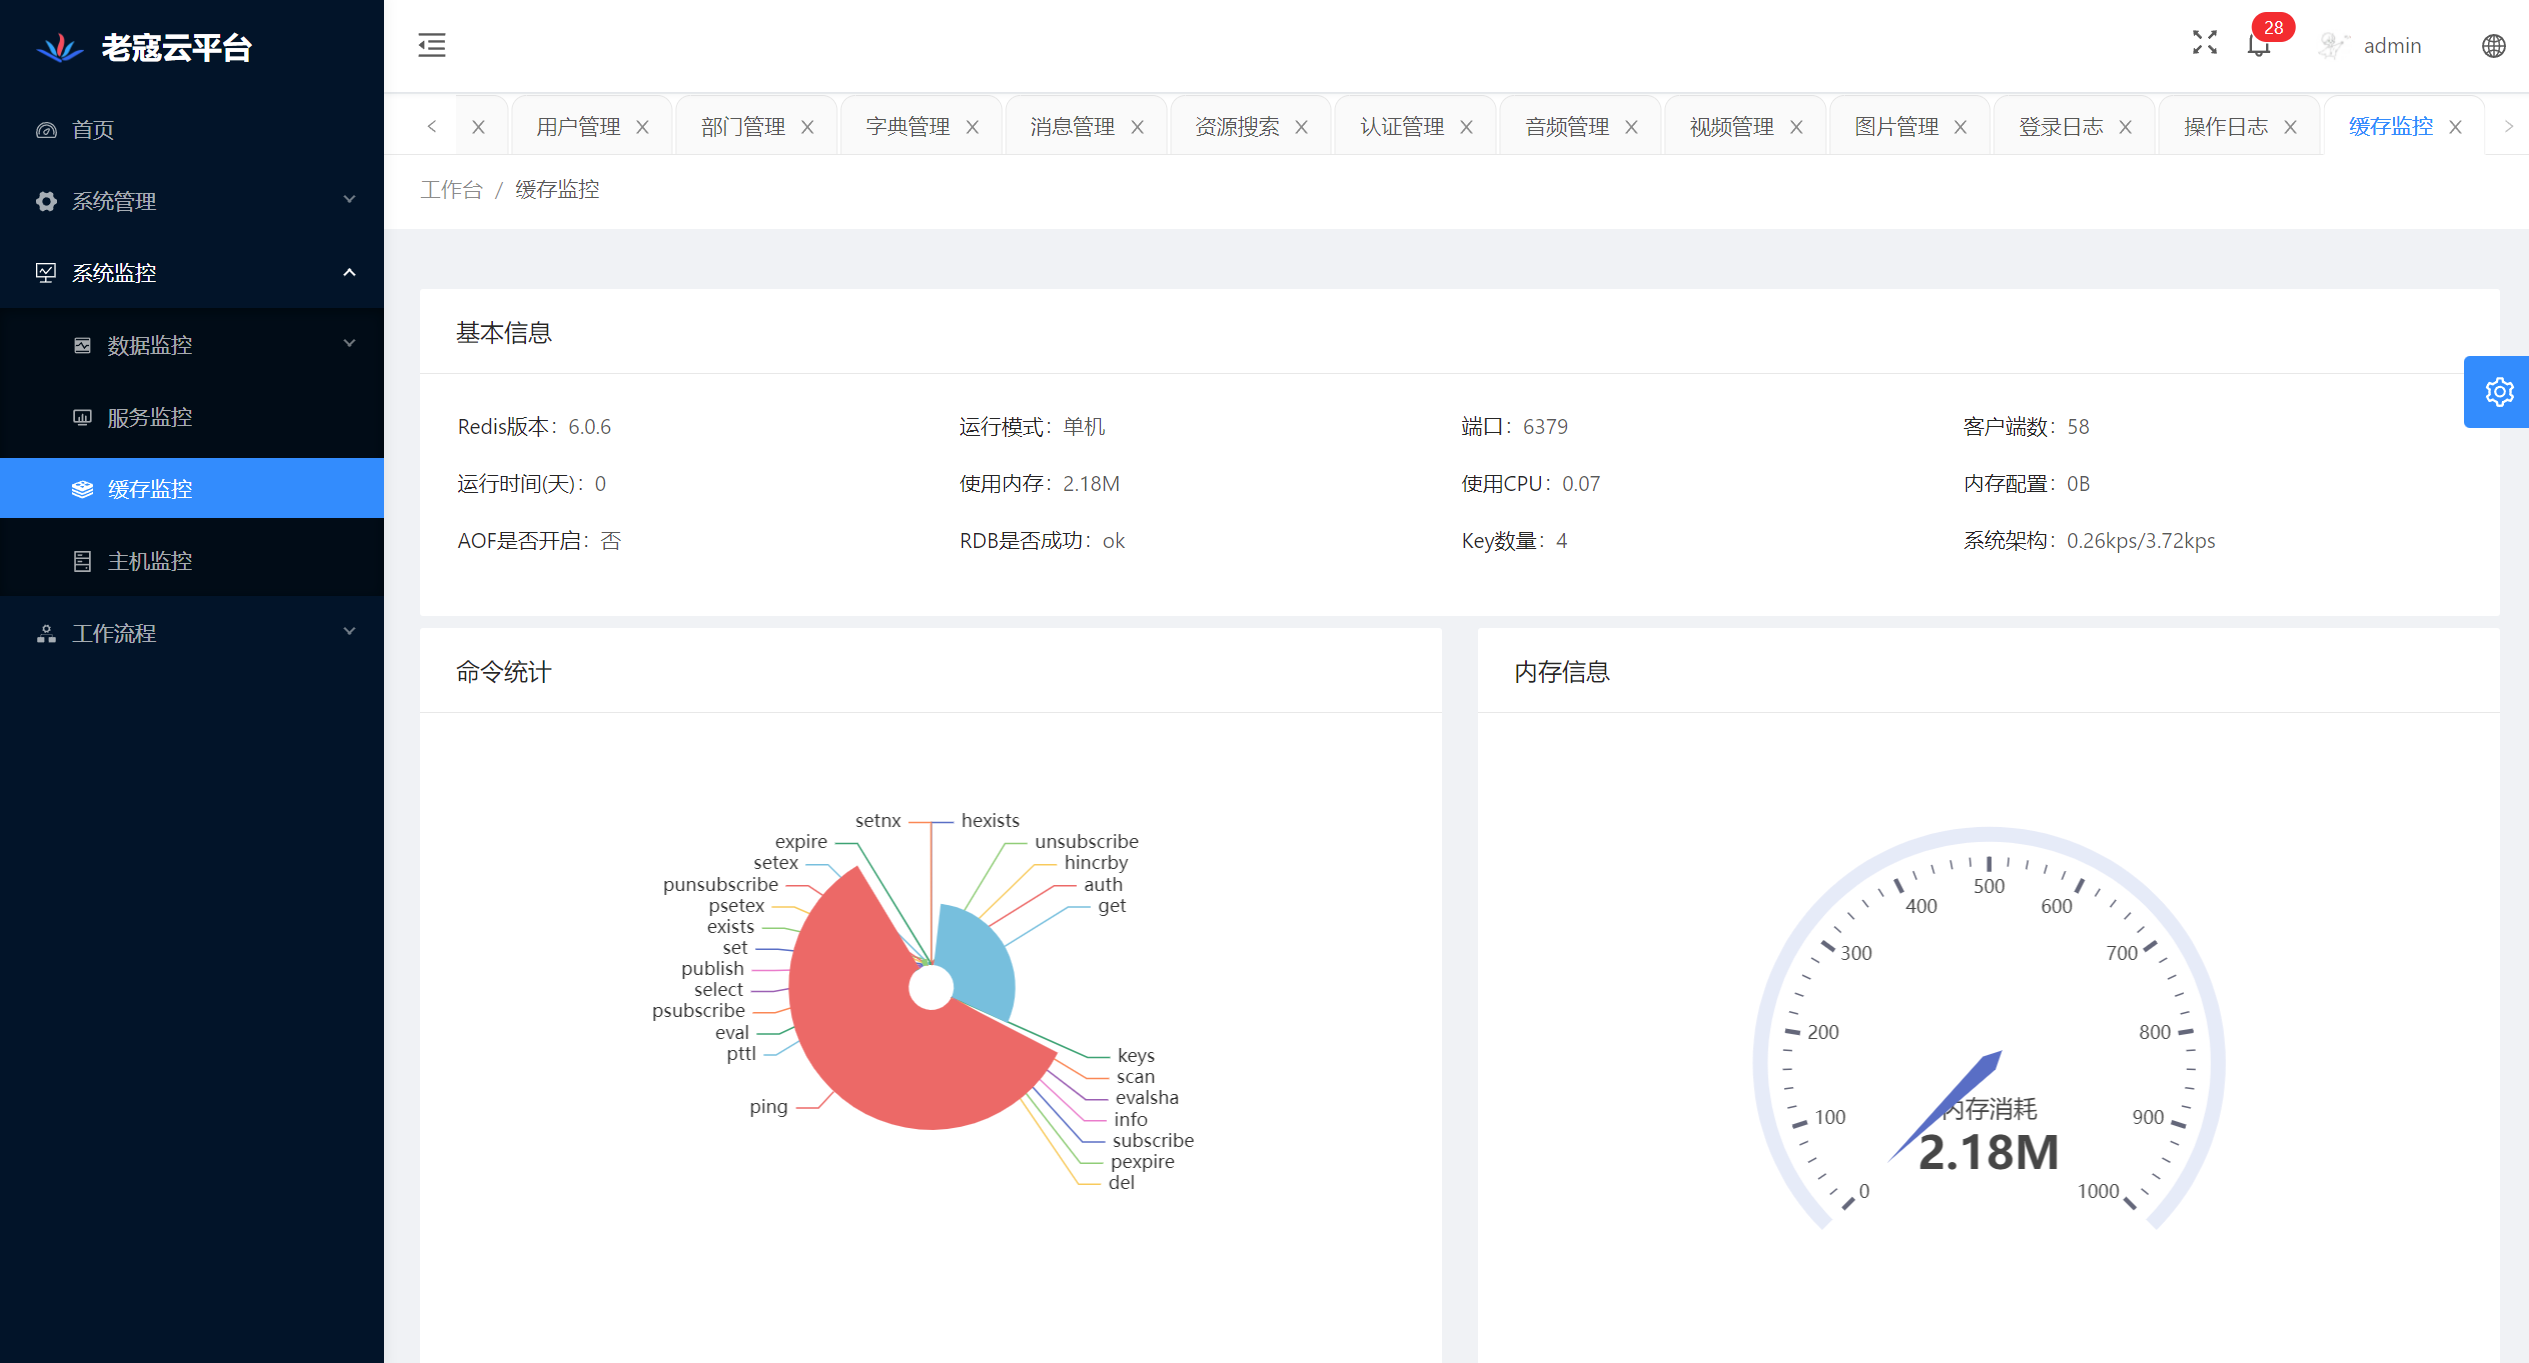 老寇云平台
首页
系统管理
系统监控
数据监控
服务监控
缓存监控
主机监控
工作流程
28
admin
用户管理
部门管理
字典管理
消息管理
资源搜索
认证管理
音频管理
视频管理
图片管理
登录日志
操作日志
缓存监控
工作台 / 缓存监控
基本信息
Redis版本：6.0.6
运行模式：单机
端口：6379
客户端数：58
运行时间(天)：0
使用内存：2.18M
使用CPU：0.07
内存配置：0B
AOF是否开启：否
RDB是否成功：ok
Key数量：4
系统架构：0.26kps/3.72kps
命令统计
setnx
expire
setex
punsubscribe
psetex
exists
set
publish
select
psubscribe
eval
pttl
ping
hexists
unsubscribe
hincrby
auth
get
keys
scan
evalsha
info
subscribe
pexpire
del
内存信息
0
100
200
300
400
500
600
700
800
900
1000
内存消耗
2.18M